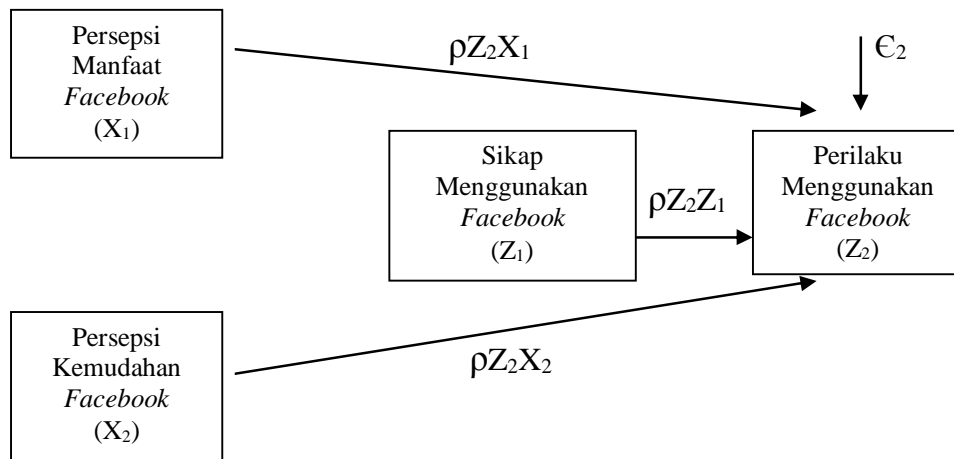 Persepsi
Manfaat
Facebook
(X₁)
ρZ₂X₁
Є₂
Sikap
Menggunakan
Facebook
(Z₁)
ρZ₂Z₁
Perilaku
Menggunakan
Facebook
(Z₂)
Persepsi
Kemudahan
Facebook
(X₂)
ρZ₂X₂